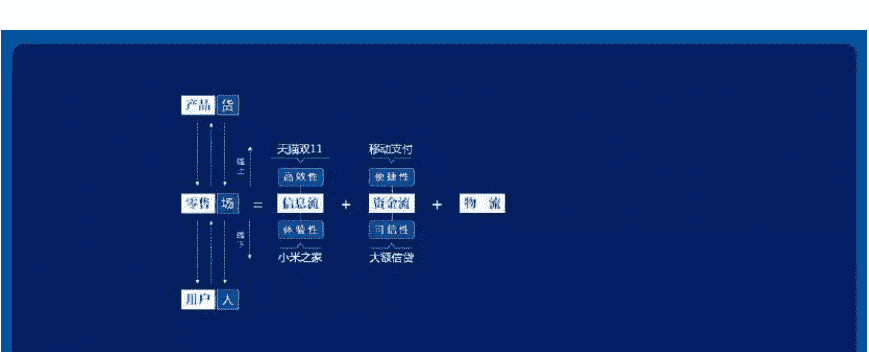 产品 货
天猫双11 移动支付
线上
高效性 便捷性
零售 场 = 信息流 + 资金流 + 物 流
体验性 可信性
线下
小米之家 大额信贷
用户 人